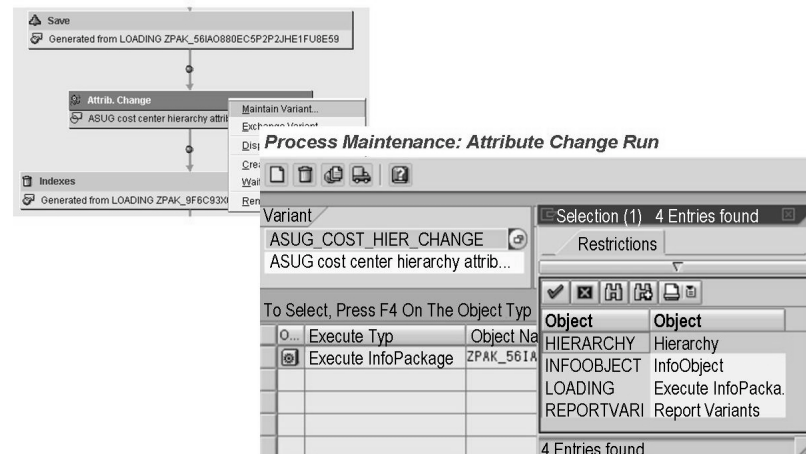 Save
Generated from LOADING ZPAK_56IAO880EC5P2P2JHE1FU8E59
Attrib. Change
ASUG cost center hierarchy attrib
Maintain Variant...
Exchange Variant
Indexes
Generated from LOADING
Process Maintenance: Attribute Change Run
Variant
ASUG_COST_HIER_CHANGE
ASUG cost center hierarchy attrib...
Selection (1) 4 Entries found
Restrictions
To Select, Press F4 On The Object Typ
O... Execute Typ Object Na
Execute InfoPackage ZPAK_56IA
Object Object
HIERARCHY Hierarchy
INFOOBJECT InfoObject
LOADING Execute InfoPacka.
REPORTVARI Report Variants
4 Entries found